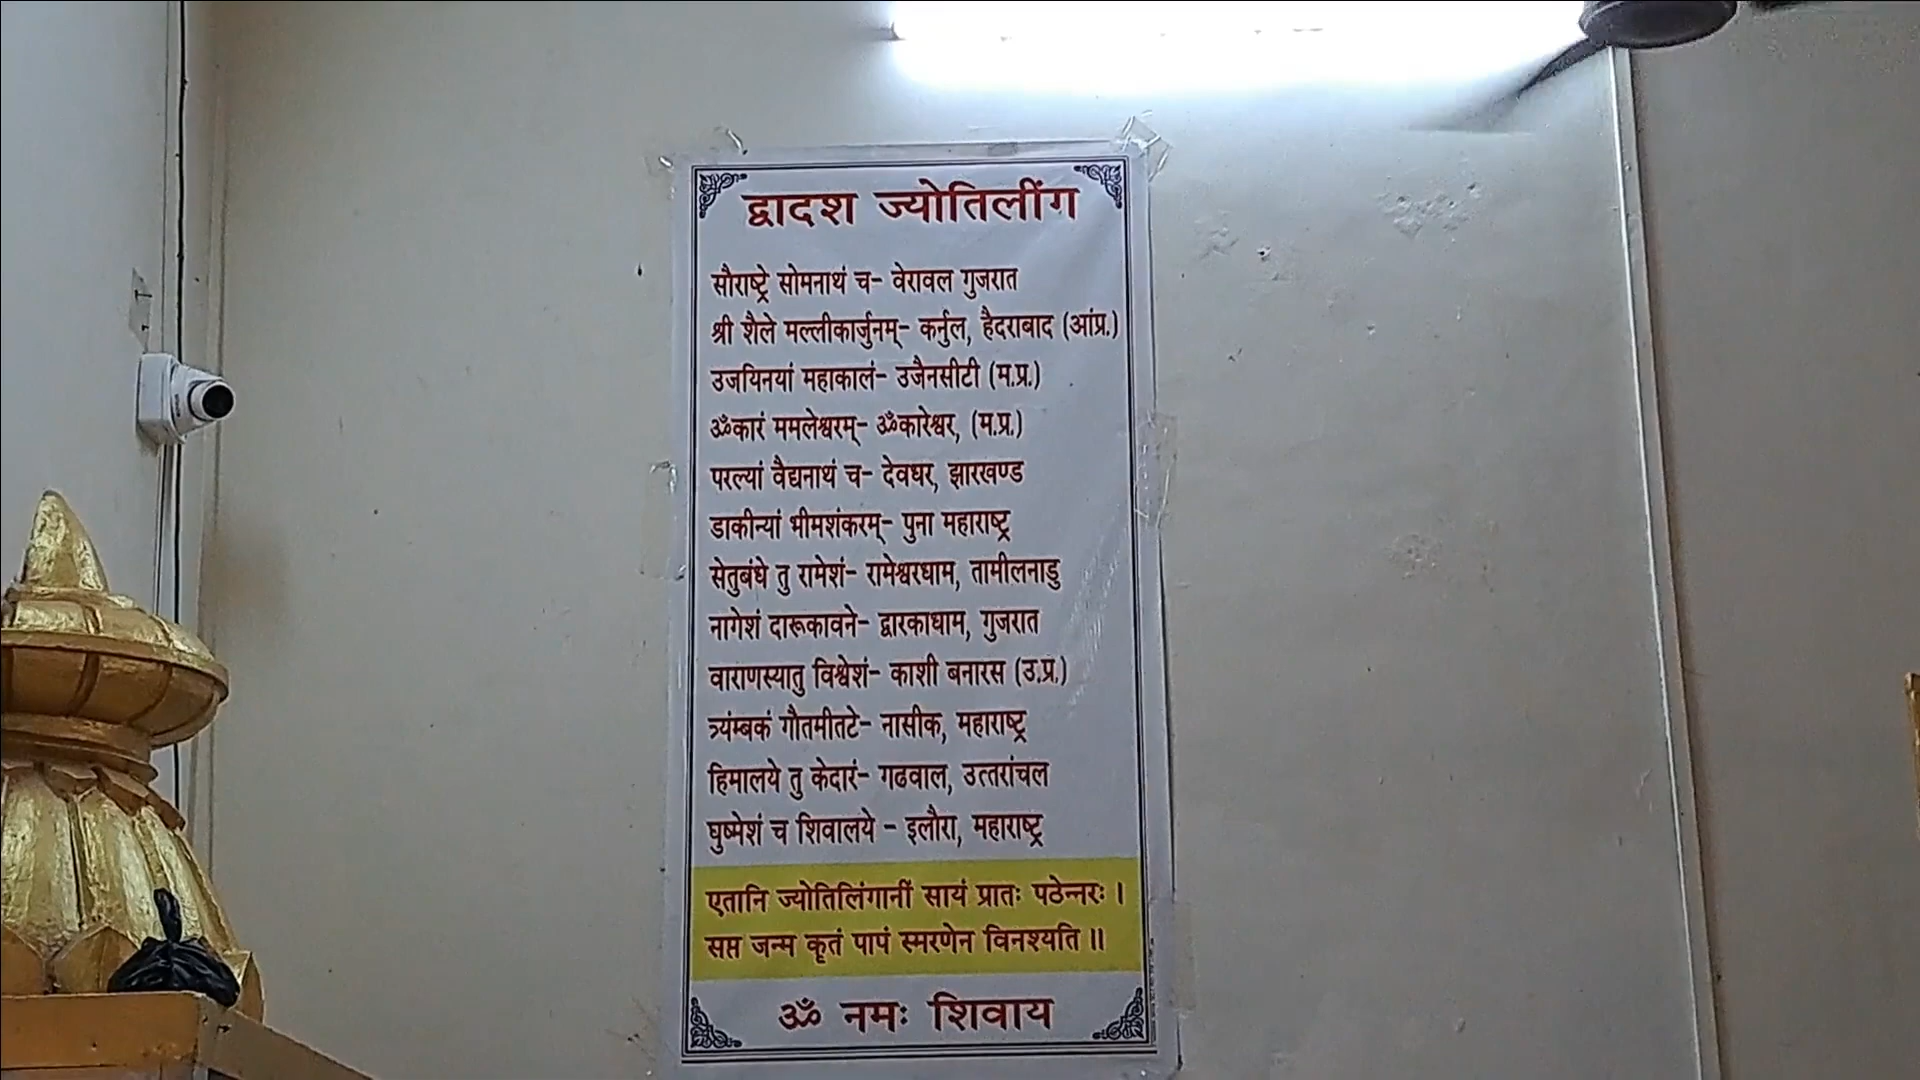 द्वादश ज्योतिलींग
सौराष्ट्रे सोमनाथं च- वेरावल गुजरात
श्री शैले मल्लीकार्जुनम्- कर्नुल, हैदराबाद (आंप्र.)
उजयिनयां महाकालं- उजैनसीटी (म.प्र.)
ॐकारं ममलेश्वरम्- ॐकारेश्वर, (म.प्र.)
परल्यां वैद्यनाथं च- देवघर, झारखण्ड
डाकीन्यां भीमशंकरम्- पुना महाराष्ट्र
सेतुबंधे तु रामेशं- रामेश्वरधाम, तामीलनाडु
नागेशं दारूकावने- द्वारकाधाम, गुजरात
वाराणस्यातु विश्वेशं- काशी बनारस (उ.प्र.)
त्र्यंम्बकं गौतमीतटे- नासीक, महाराष्ट्र
हिमालये तु केदारं- गढवाल, उत्तरांचल
घुष्मेशं च शिवालये - इलौरा, महाराष्ट्र
एतानि ज्योतिलिंगानीं सायं प्रातः पठेन्नरः ।
सप्त जन्म कृतं पापं स्मरणेन विनश्यति ॥
ॐ नमः शिवाय